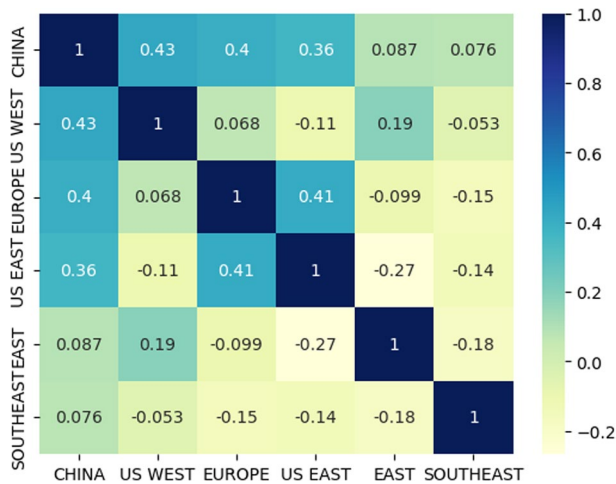 CHINA 1 0.43 0.4 0.36 0.087 0.076
US WEST 0.43 1 0.068 -0.11 0.19 -0.053
EUROPE 0.4 0.068 1 0.41 -0.099 -0.15
US EAST 0.36 -0.11 0.41 1 -0.27 -0.14
EAST 0.087 0.19 -0.099 -0.27 1 -0.18
SOUTHEAST 0.076 -0.053 -0.15 -0.14 -0.18 1
CHINA US WEST EUROPE US EAST EAST SOUTHEAST
1.0
0.8
0.6
0.4
0.2
0.0
−0.2